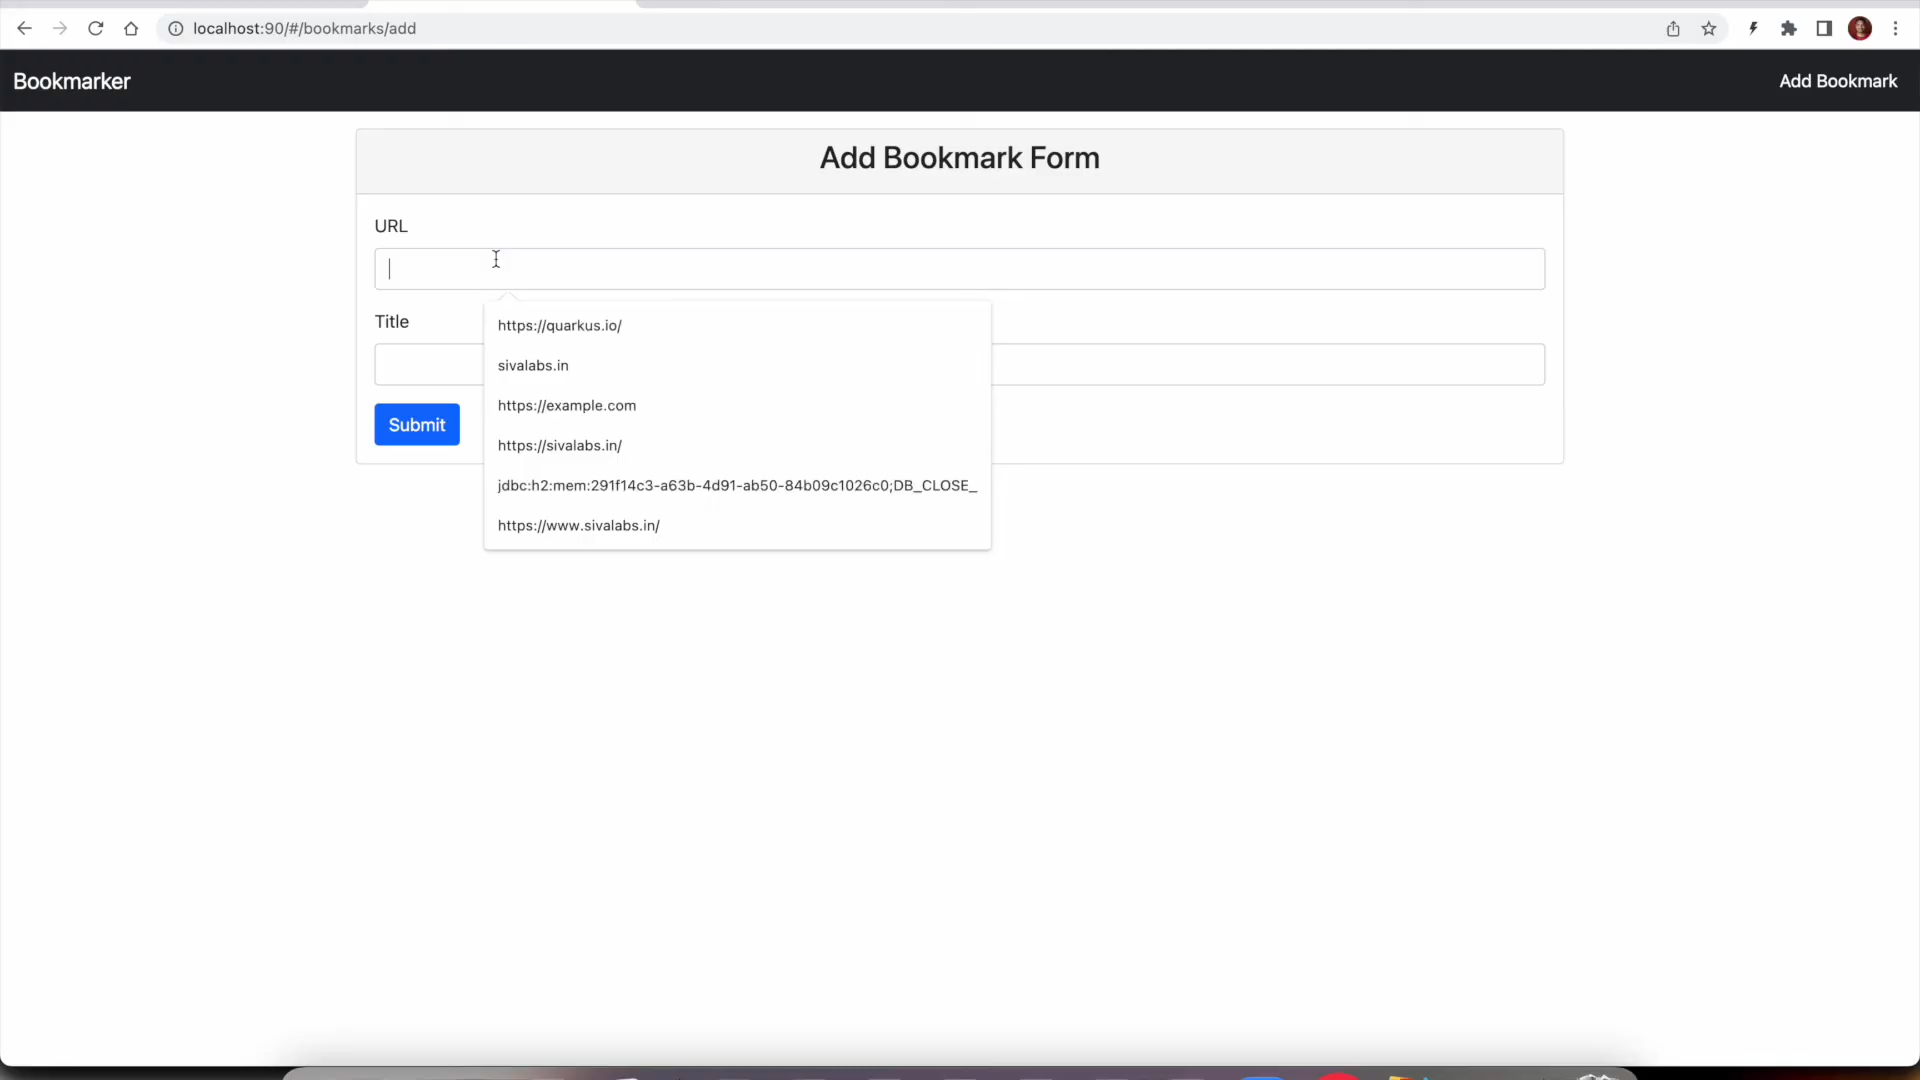 localhost:90/#/bookmarks/add
Bookmarker
Add Bookmark
Add Bookmark Form
URL
Title
Submit
https://quarkus.io/
sivalabs.in
https://example.com
https://sivalabs.in/
jdbc:h2:mem:291f14c3-a63b-4d91-ab50-84b09c1026c0;DB_CLOSE_
https://www.sivalabs.in/